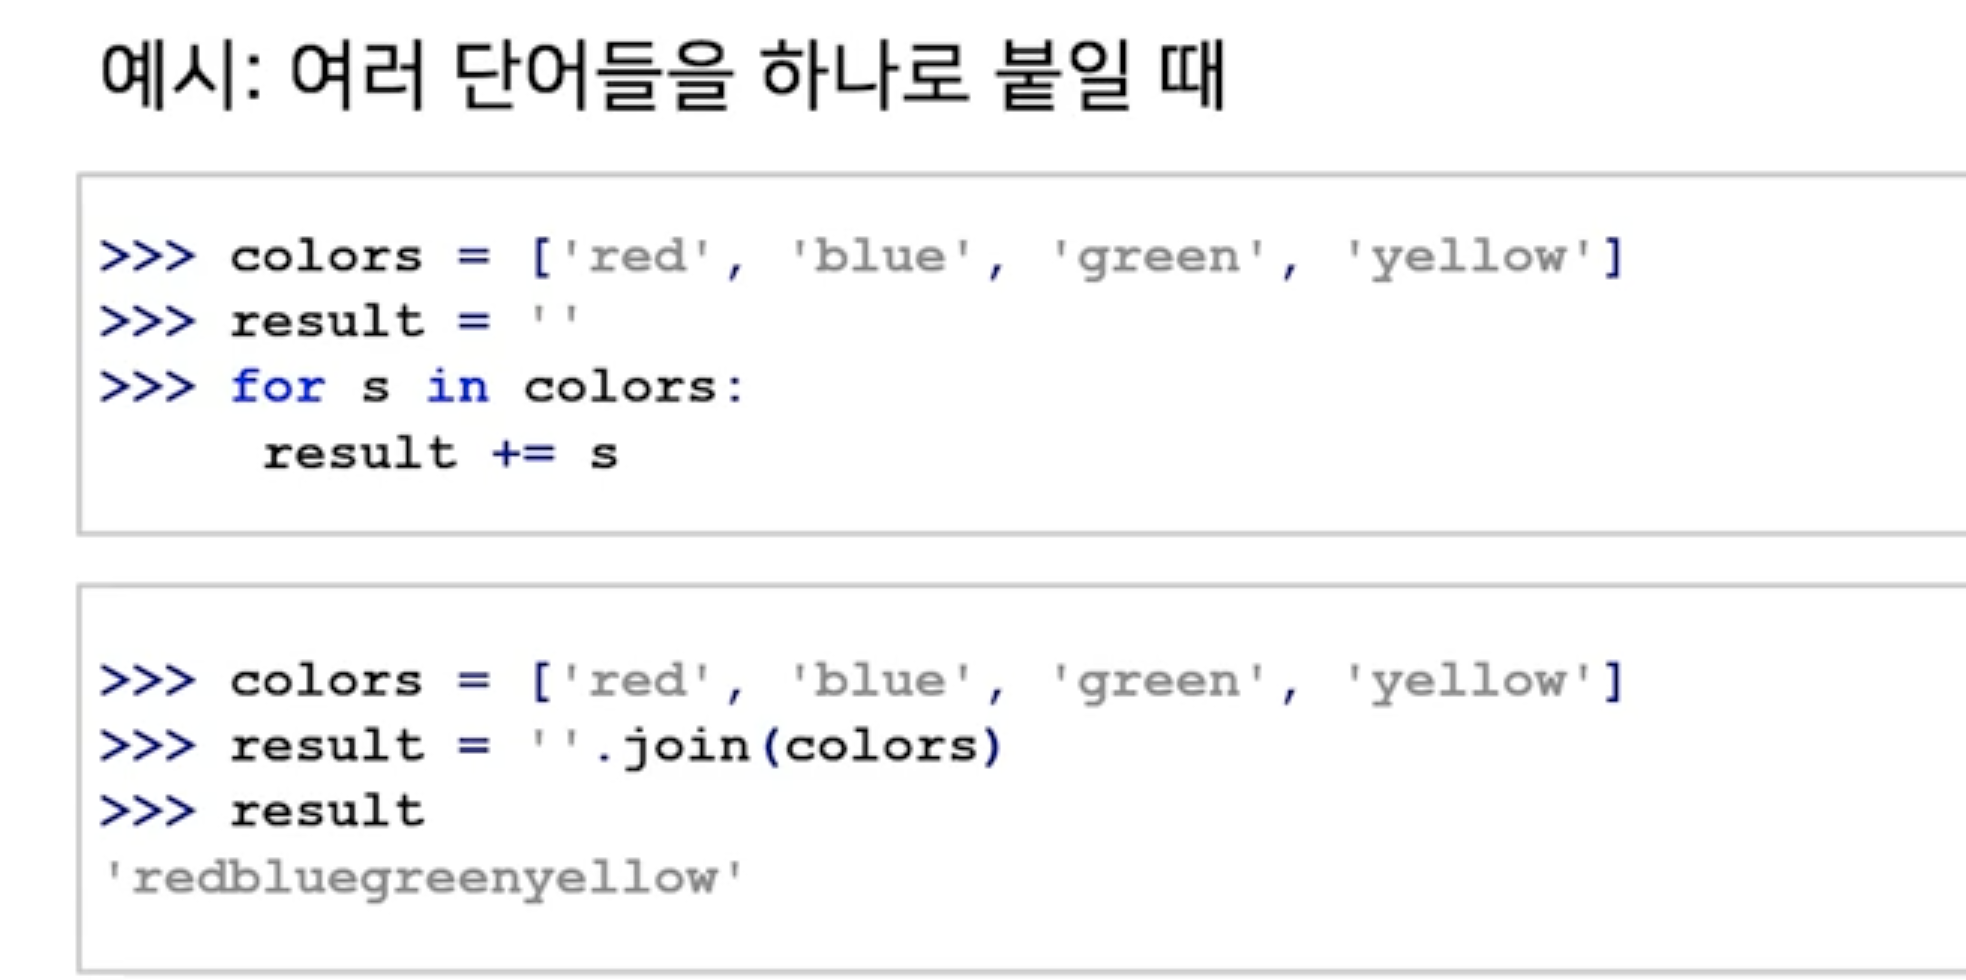 예시: 여러 단어들을 하나로 붙일 때
>>> colors = ['red', 'blue', 'green', 'yellow']
>>> result = ''
>>> for s in colors:
     result += s
>>> colors = ['red', 'blue', 'green', 'yellow']
>>> result = ''.join(colors)
>>> result
'redbluegreenyellow'